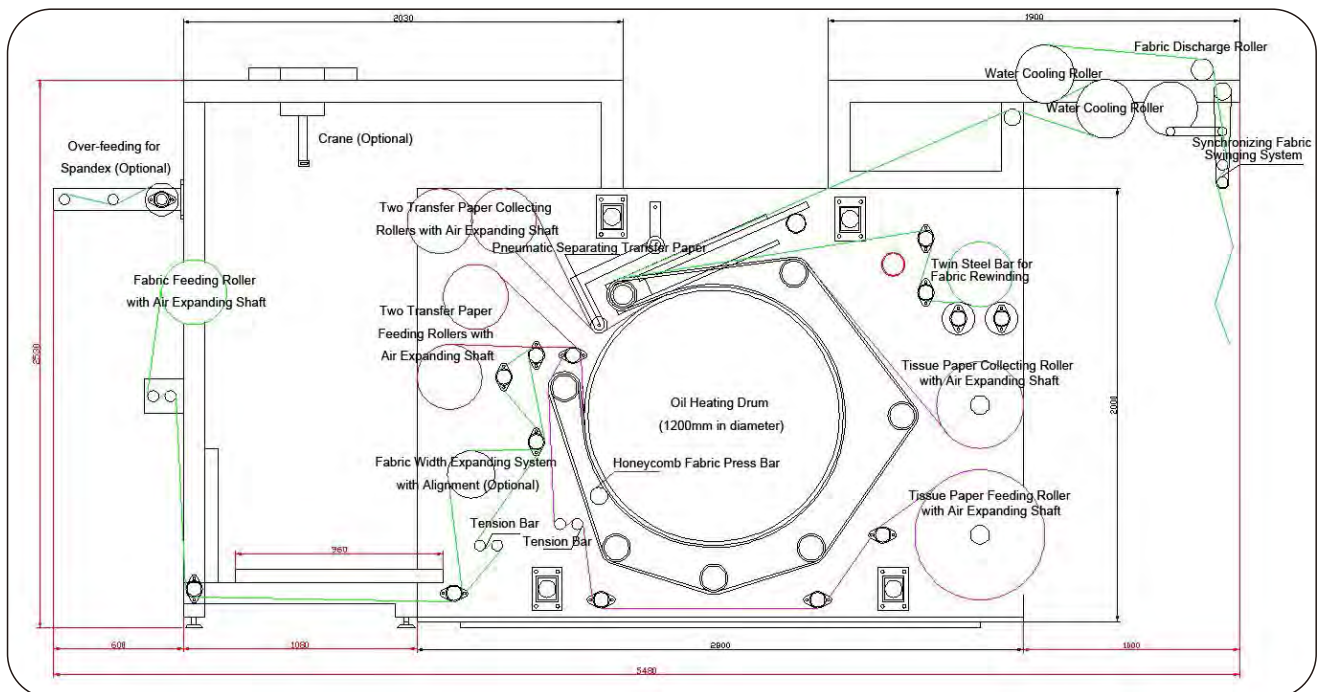 2030
1900
Fabric Discharge Roller
Water Cooling Roller
Water Cooling Roller
Crane (Optional)
Over-feeding for
Spandex (Optional)
Synchronizing Fabric
Swinging System
Two Transfer Paper Collecting
Rollers with Air Expanding Shaft
Pneumatic Separating Transfer Paper
Twin Steel Bar for
Fabric Rewinding
Fabric Feeding Roller
with Air Expanding Shaft
Two Transfer Paper
Feeding Rollers with
Air Expanding Shaft
2530
Tissue Paper Collecting Roller
with Air Expanding Shaft
2000
Oil Heating Drum
(1200mm in diameter)
Fabric Width Expanding System
with Alignment (Optional)
Honeycomb Fabric Press Bar
Tissue Paper Feeding Roller
with Air Expanding Shaft
Tension Bar
Tension Bar
960
600
1080
2800
1000
5480